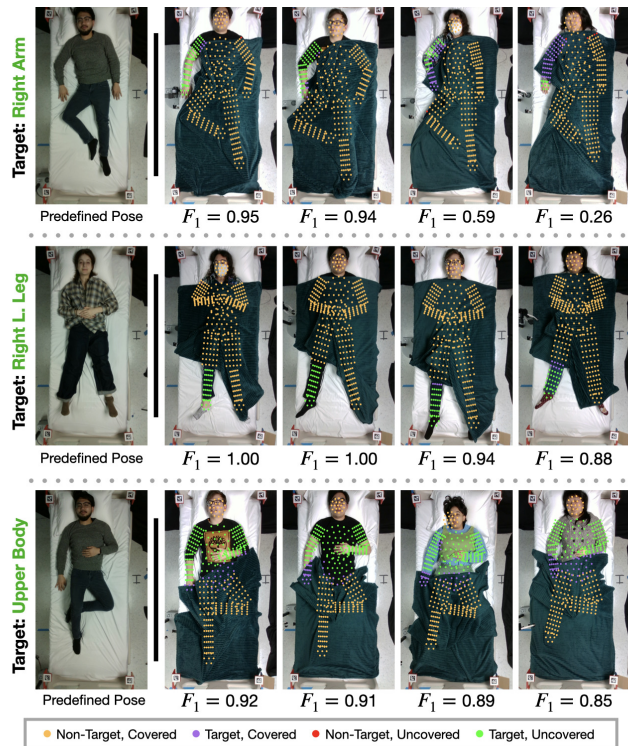 Target: Right Arm
Predefined Pose
F₁ = 0.95
F₁ = 0.94
F₁ = 0.59
F₁ = 0.26
Target: Right L. Leg
Predefined Pose
F₁ = 1.00
F₁ = 1.00
F₁ = 0.94
F₁ = 0.88
Target: Upper Body
Predefined Pose
F₁ = 0.92
F₁ = 0.91
F₁ = 0.89
F₁ = 0.85
Non-Target, Covered
Target, Covered
Non-Target, Uncovered
Target, Uncovered